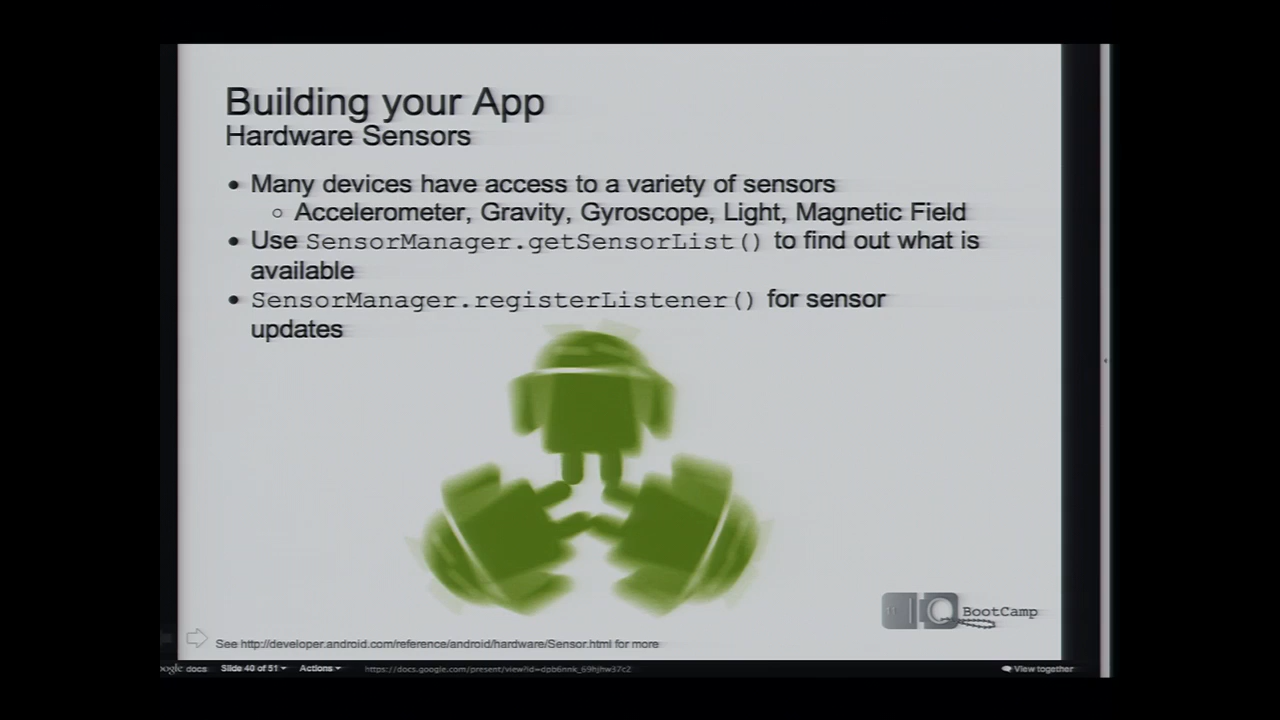 Building your App
Hardware Sensors
• Many devices have access to a variety of sensors
○ Accelerometer, Gravity, Gyroscope, Light, Magnetic Field
• Use SensorManager.getSensorList() to find out what is
available
• SensorManager.registerListener() for sensor
updates
BootCamp
See http://developer.android.com/reference/android/hardware/Sensor.html for more
docs Slide 40 of 51 Actions View together